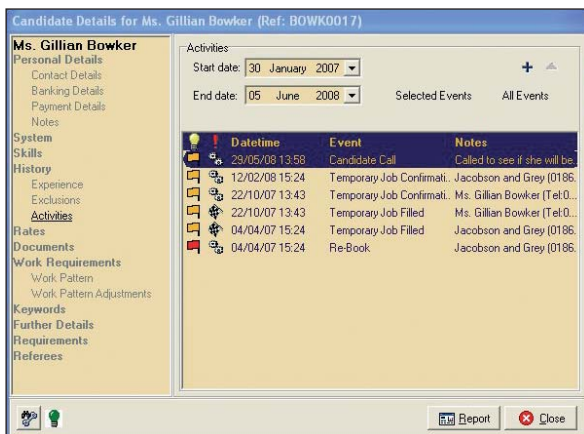 Candidate Details for Ms. Gillian Bowker (Ref: BOWK0017)
Ms. Gillian Bowker
Personal Details
Contact Details
Banking Details
Payment Details
Notes
System
Skills
History
Experience
Exclusions
Activities
Rates
Documents
Work Requirements
Work Pattern
Work Pattern Adjustments
Keywords
Further Details
Requirements
Referees
Activities
Start date: 30 January 2007
End date: 05 June 2008 Selected Events All Events
Datetime Event Notes
29/05/08 13:58 Candidate Call Called to see if she will be.
12/02/08 15:24 Temporary Job Confirmati.. Jacobson and Grey (0186.
22/10/07 13:43 Temporary Job Confirmati.. Ms. Gillian Bowker (Tel:0...
22/10/07 13:43 Temporary Job Filled Ms. Gillian Bowker (Tel:0...
04/04/07 15:24 Temporary Job Filled Jacobson and Grey (0186.
04/04/07 15:24 Re-Book Jacobson and Grey (0186.
Report Close